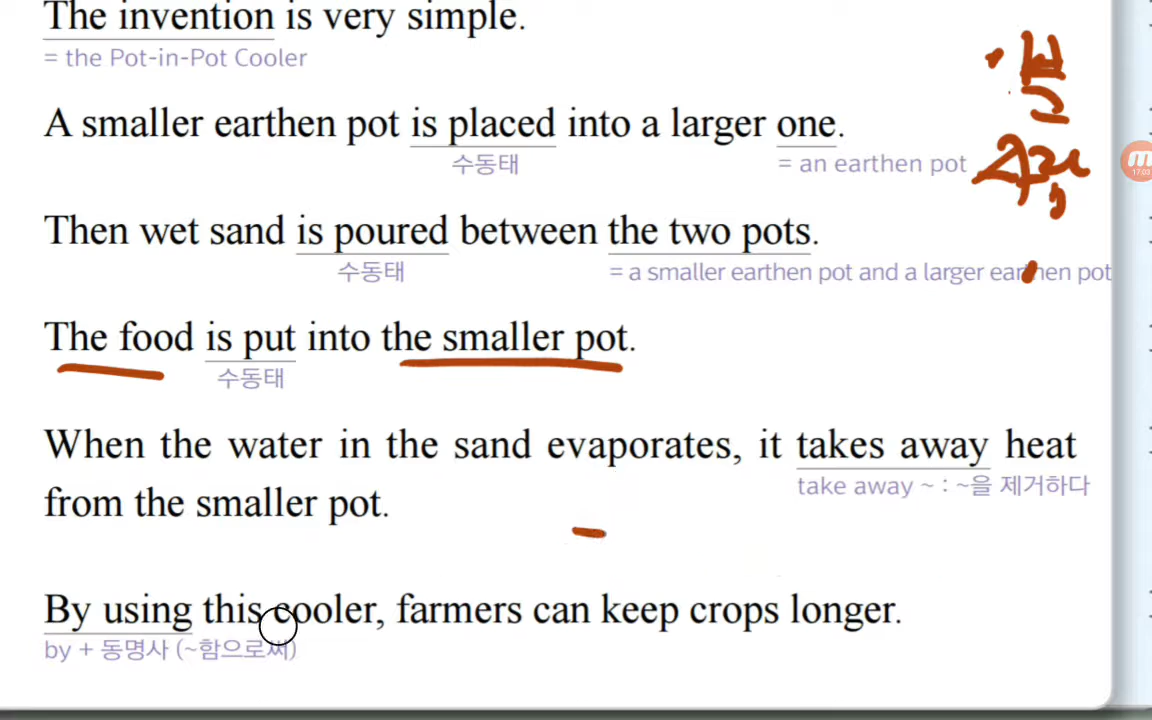 The invention is very simple.
= the Pot-in-Pot Cooler
A smaller earthen pot is placed into a larger one.
수동태 = an earthen pot
Then wet sand is poured between the two pots.
수동태 = a smaller earthen pot and a larger earthen pot
The food is put into the smaller pot.
수동태
When the water in the sand evaporates, it takes away heat
take away ~ : ~을 제거하다
from the smaller pot.
By using this cooler, farmers can keep crops longer.
by + 동명사 (~함으로써)
17:03